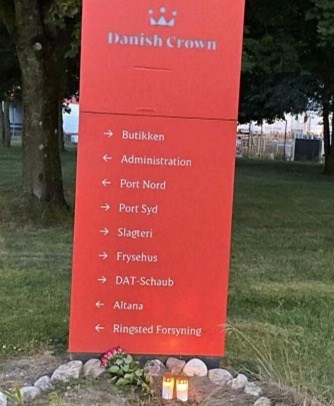 Danish Crown
→ Butikken
← Administration
← Port Nord
→ Port Syd
→ Slagteri
→ Frysehus
→ DAT-Schaub
← Altana
← Ringsted Forsyning